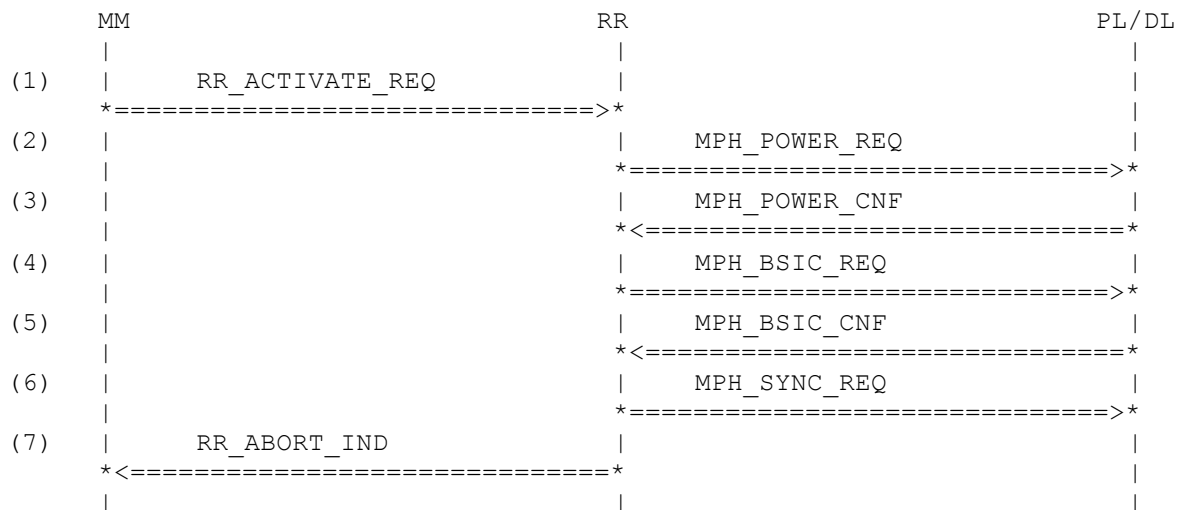 MM RR PL/DL
(1) RR_ACTIVATE_REQ
(2) MPH_POWER_REQ
(3) MPH_POWER_CNF
(4) MPH_BSIC_REQ
(5) MPH_BSIC_CNF
(6) MPH_SYNC_REQ
(7) RR_ABORT_IND